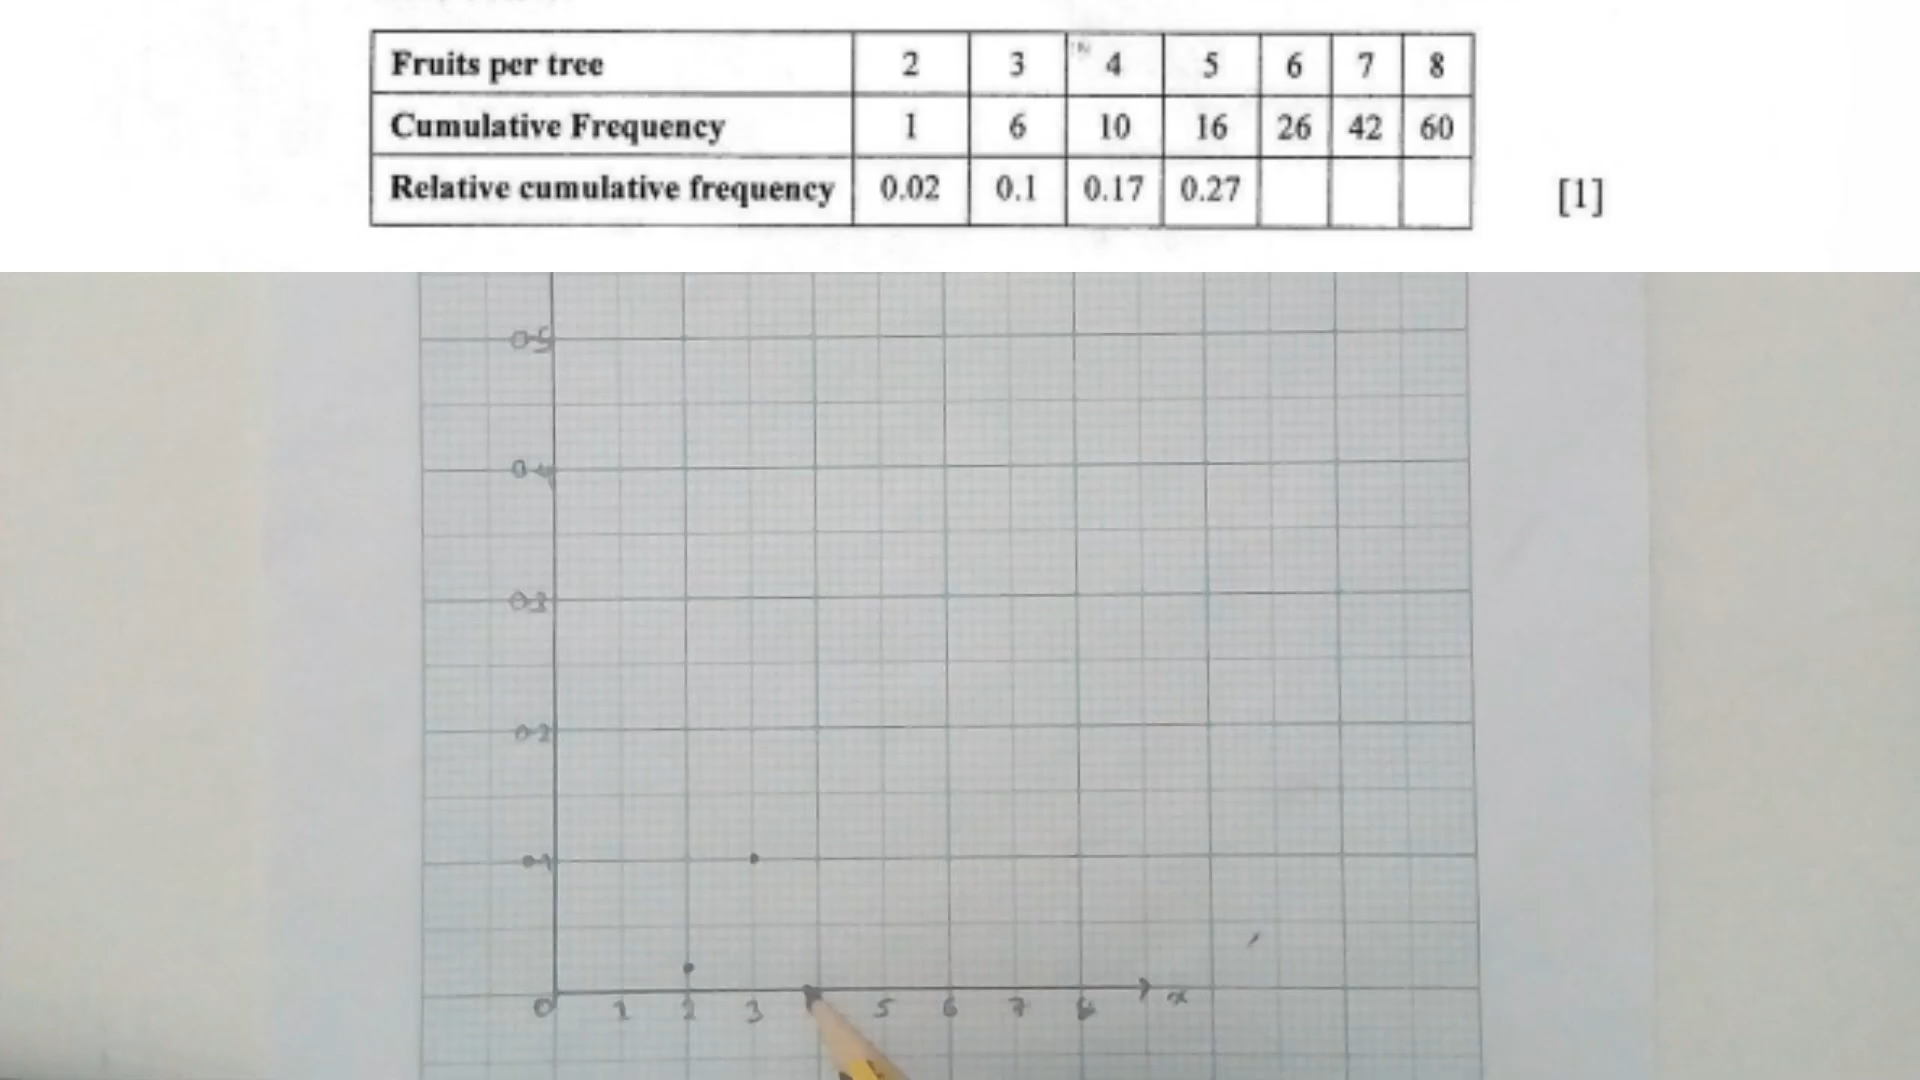 Fruits per tree 2 3 4 5 6 7 8
Cumulative Frequency 1 6 10 16 26 42 60
Relative cumulative frequency 0.02 0.1 0.17 0.27
[1]
0.5
0.4
0.3
0.2
0.1
0 1 2 3 5 6 7 8 x